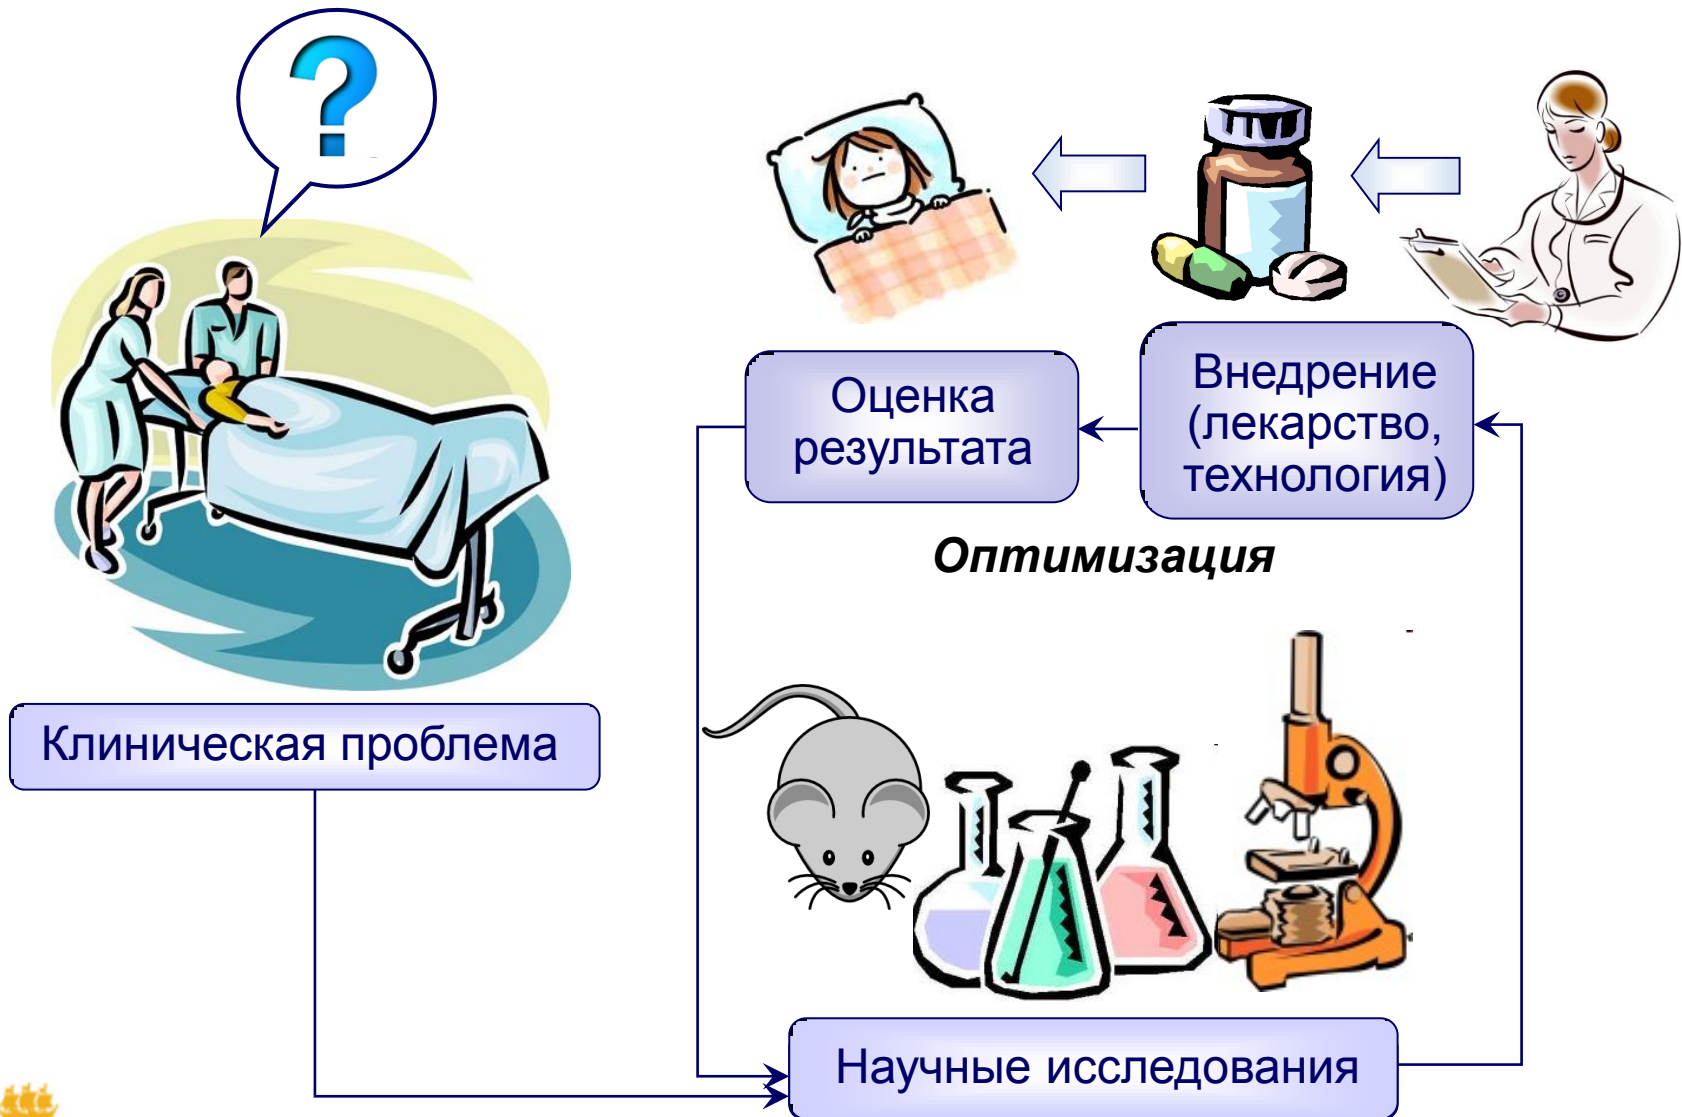 ?
Оценка
результата
Внедрение
(лекарство,
технология)
Оптимизация
Клиническая проблема
Научные исследования